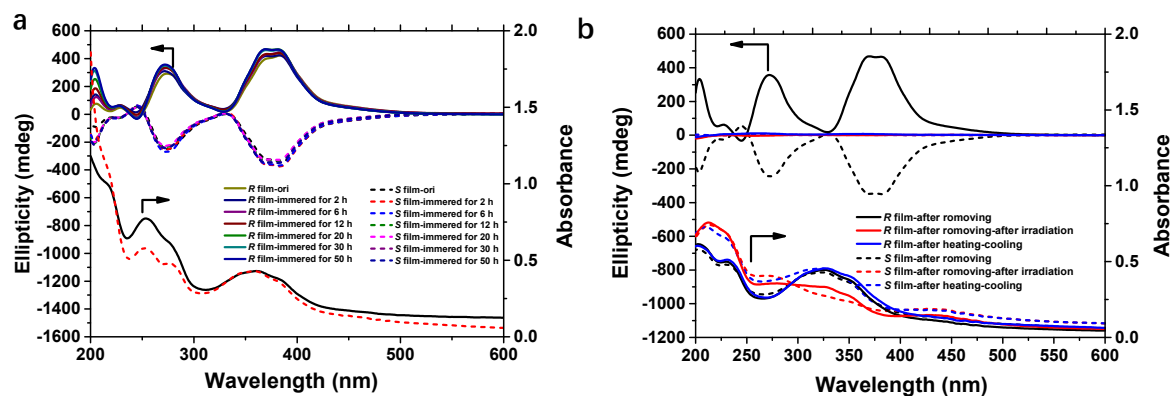 a
600
400
200
0
-200
-400
-600
-800
-1000
-1200
-1400
-1600
Ellipticity (mdeg)
200 250 300 350 400 450 500 550 600
Wavelength (nm)
2.0
1.5
1.0
0.5
0.0
Absorbance
R film-ori
R film-immered for 2 h
R film-immered for 6 h
R film-immered for 12 h
R film-immered for 20 h
R film-immered for 30 h
R film-immered for 50 h
S film-ori
S film-immered for 2 h
S film-immered for 6 h
S film-immered for 12 h
S film-immered for 20 h
S film-immered for 30 h
S film-immered for 50 h
b
600
400
200
0
-200
-400
-600
-800
-1000
-1200
Ellipticity (mdeg)
200 250 300 350 400 450 500 550 600
Wavelength (nm)
2.0
1.5
1.0
0.5
0.0
Absorbance
R film-after romoving
R film-after romoving-after irradiation
R film-after heating-cooling
S film-after romoving
S film-after romoving-after irradiation
S film-after heating-cooling